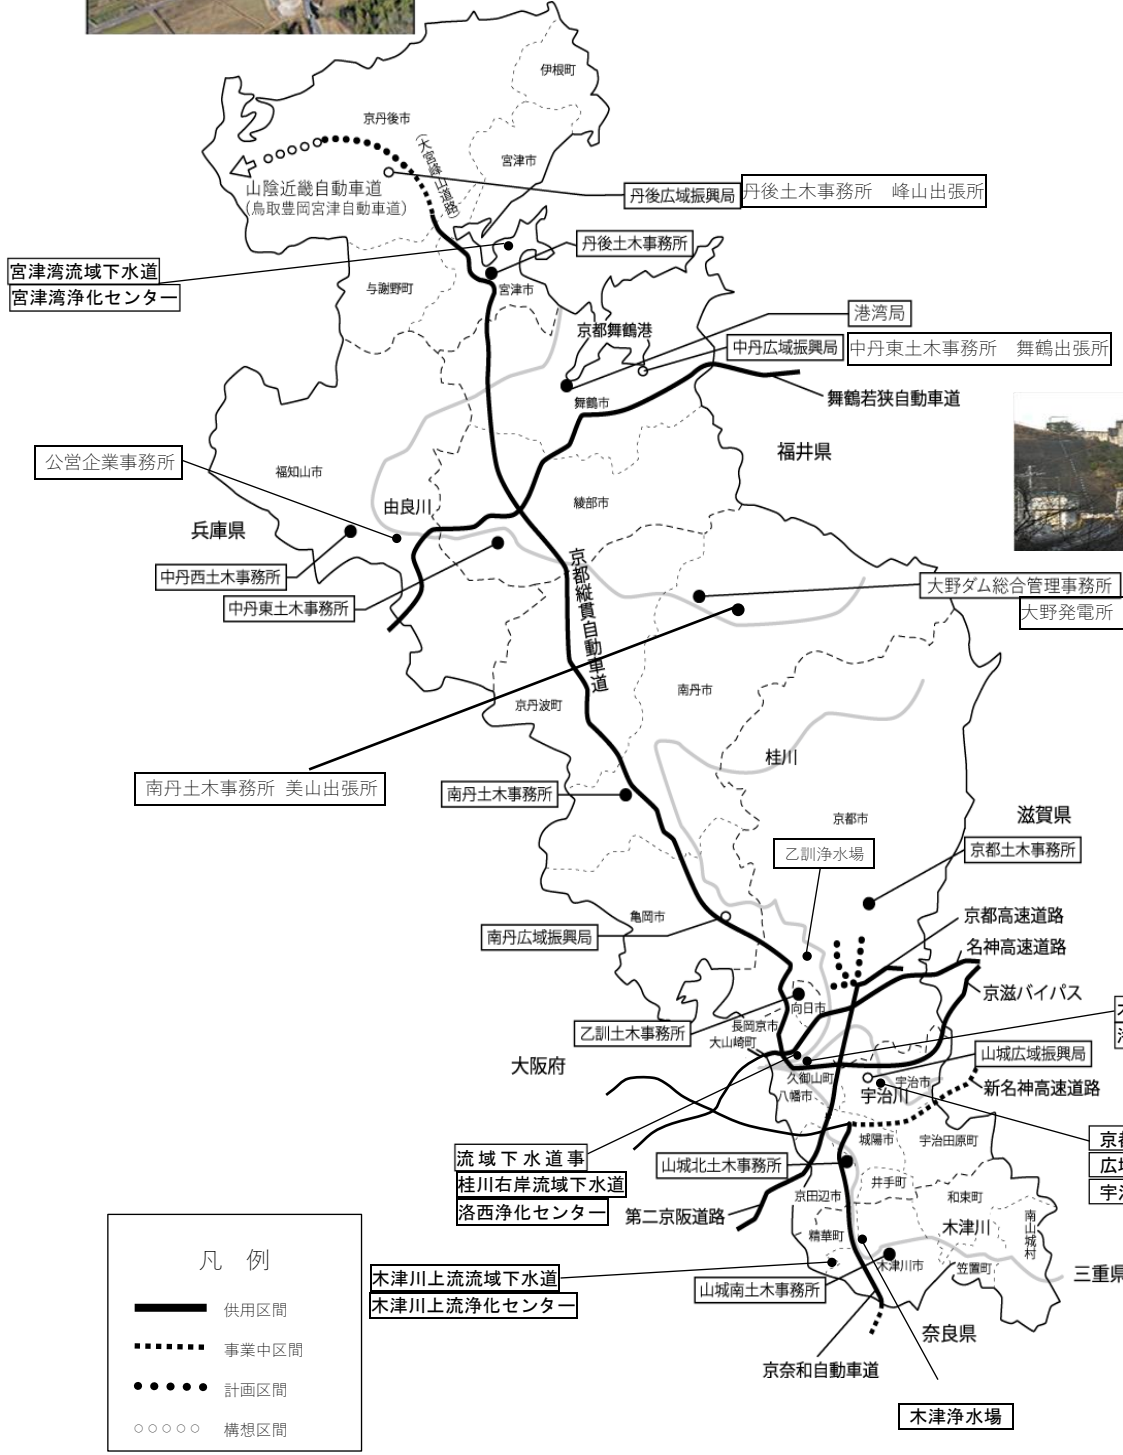 伊根町
京丹後市
(大宮峰山道路)
宮津市
山陰近畿自動車道
(鳥取豊岡宮津自動車道)
丹後広域振興局
丹後土木事務所　峰山出張所
丹後土木事務所
宮津湾流域下水道
宮津湾浄化センター
与謝野町
宮津市
港湾局
京都舞鶴港
中丹広域振興局
中丹東土木事務所　舞鶴出張所
舞鶴若狭自動車道
舞鶴市
福井県
公営企業事務所
福知山市
綾部市
由良川
兵庫県
中丹西土木事務所
中丹東土木事務所
京都縦貫自動車道
大野ダム総合管理事務所
大野発電所
南丹市
京丹波町
桂川
南丹土木事務所 美山出張所
南丹土木事務所
京都市
滋賀県
乙訓浄水場
京都土木事務所
亀岡市
京都高速道路
南丹広域振興局
名神高速道路
京滋バイパス
向日市
乙訓土木事務所
長岡京市
大山崎町
大阪府
山城広域振興局
久御山町
宇治市
八幡市
宇治川
新名神高速道路
流域下水道事
桂川右岸流域下水道
洛西浄化センター
山城北土木事務所
城陽市
宇治田原町
京都
広域
宇治
井手町
京田辺市
和束町
第二京阪道路
精華町
木津川
南山城村
木津川上流流域下水道
木津川上流浄化センター
木津川市
笠置町
三重県
山城南土木事務所
奈良県
京奈和自動車道
木津浄水場
凡　例
供用区間
事業中区間
計画区間
構想区間